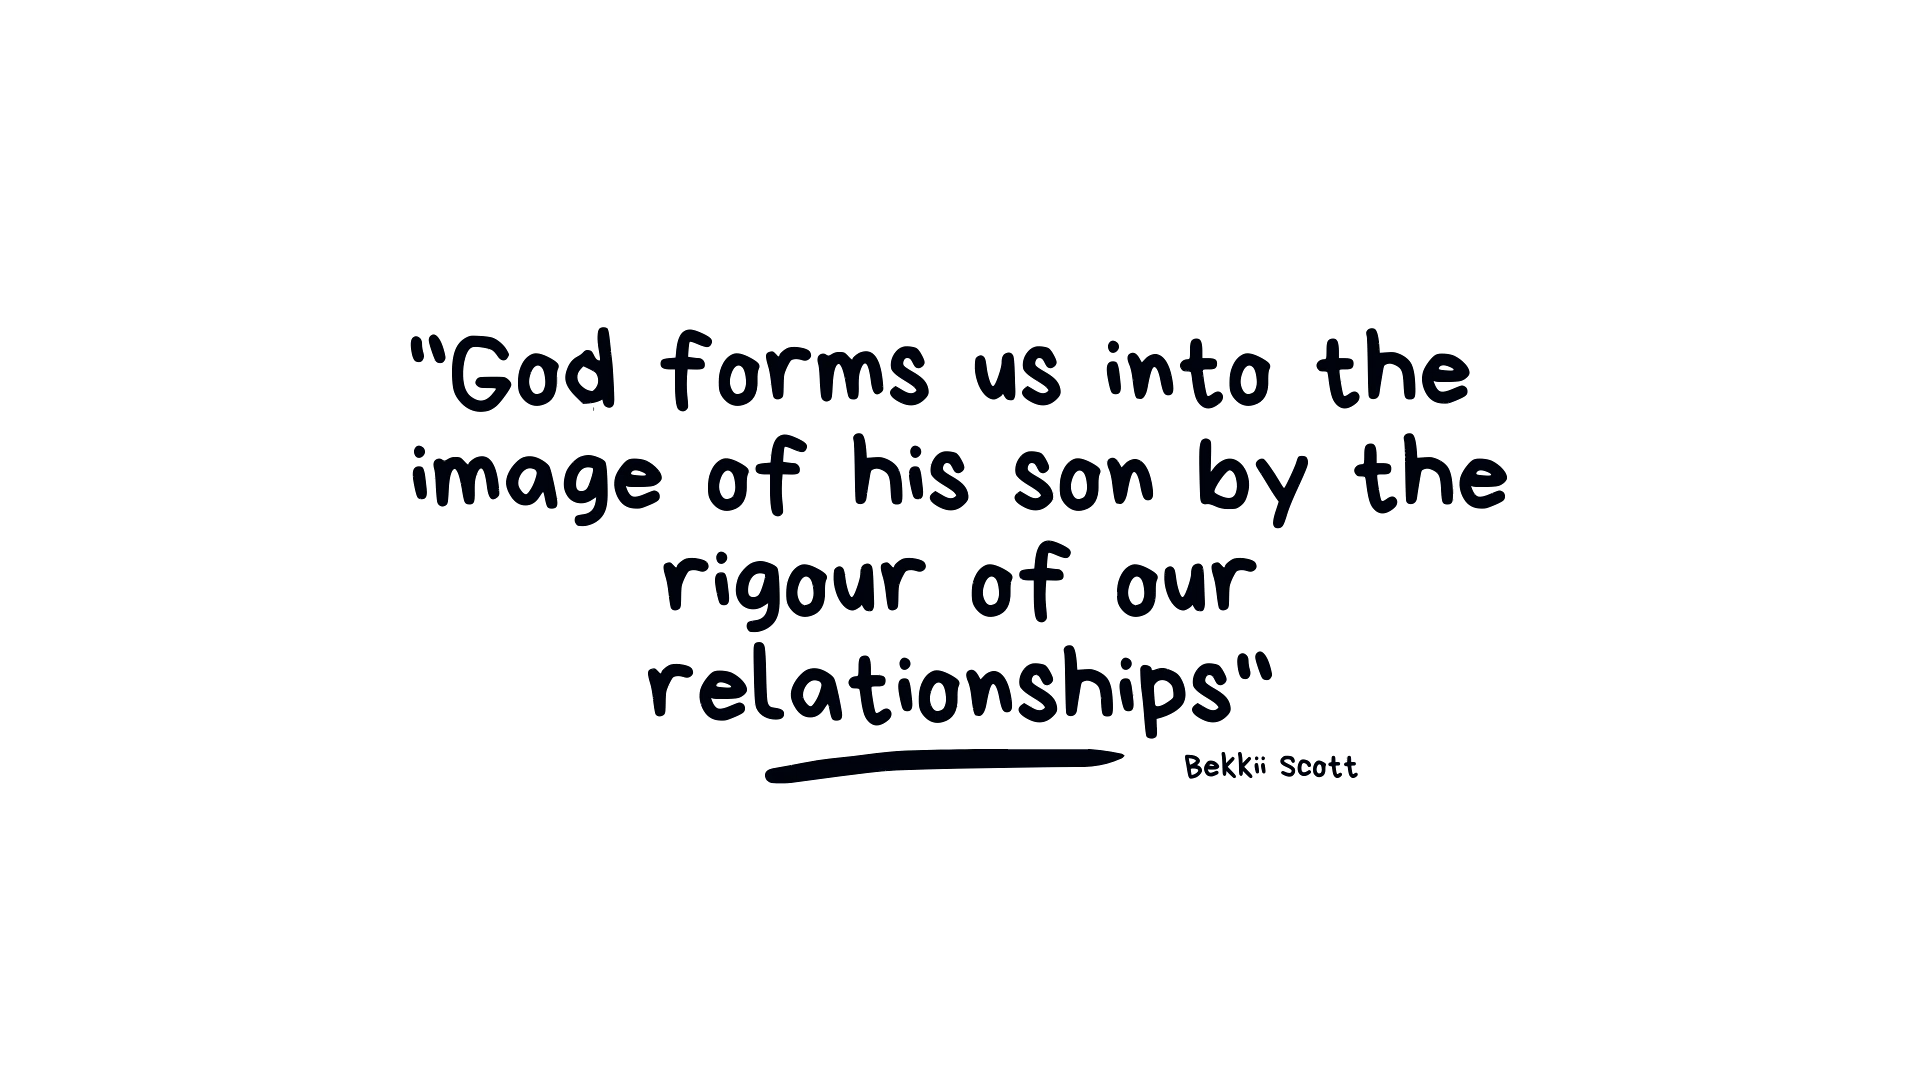 "God forms us into the
image of his son by the
rigour of our
relationships"
Bekkii Scott